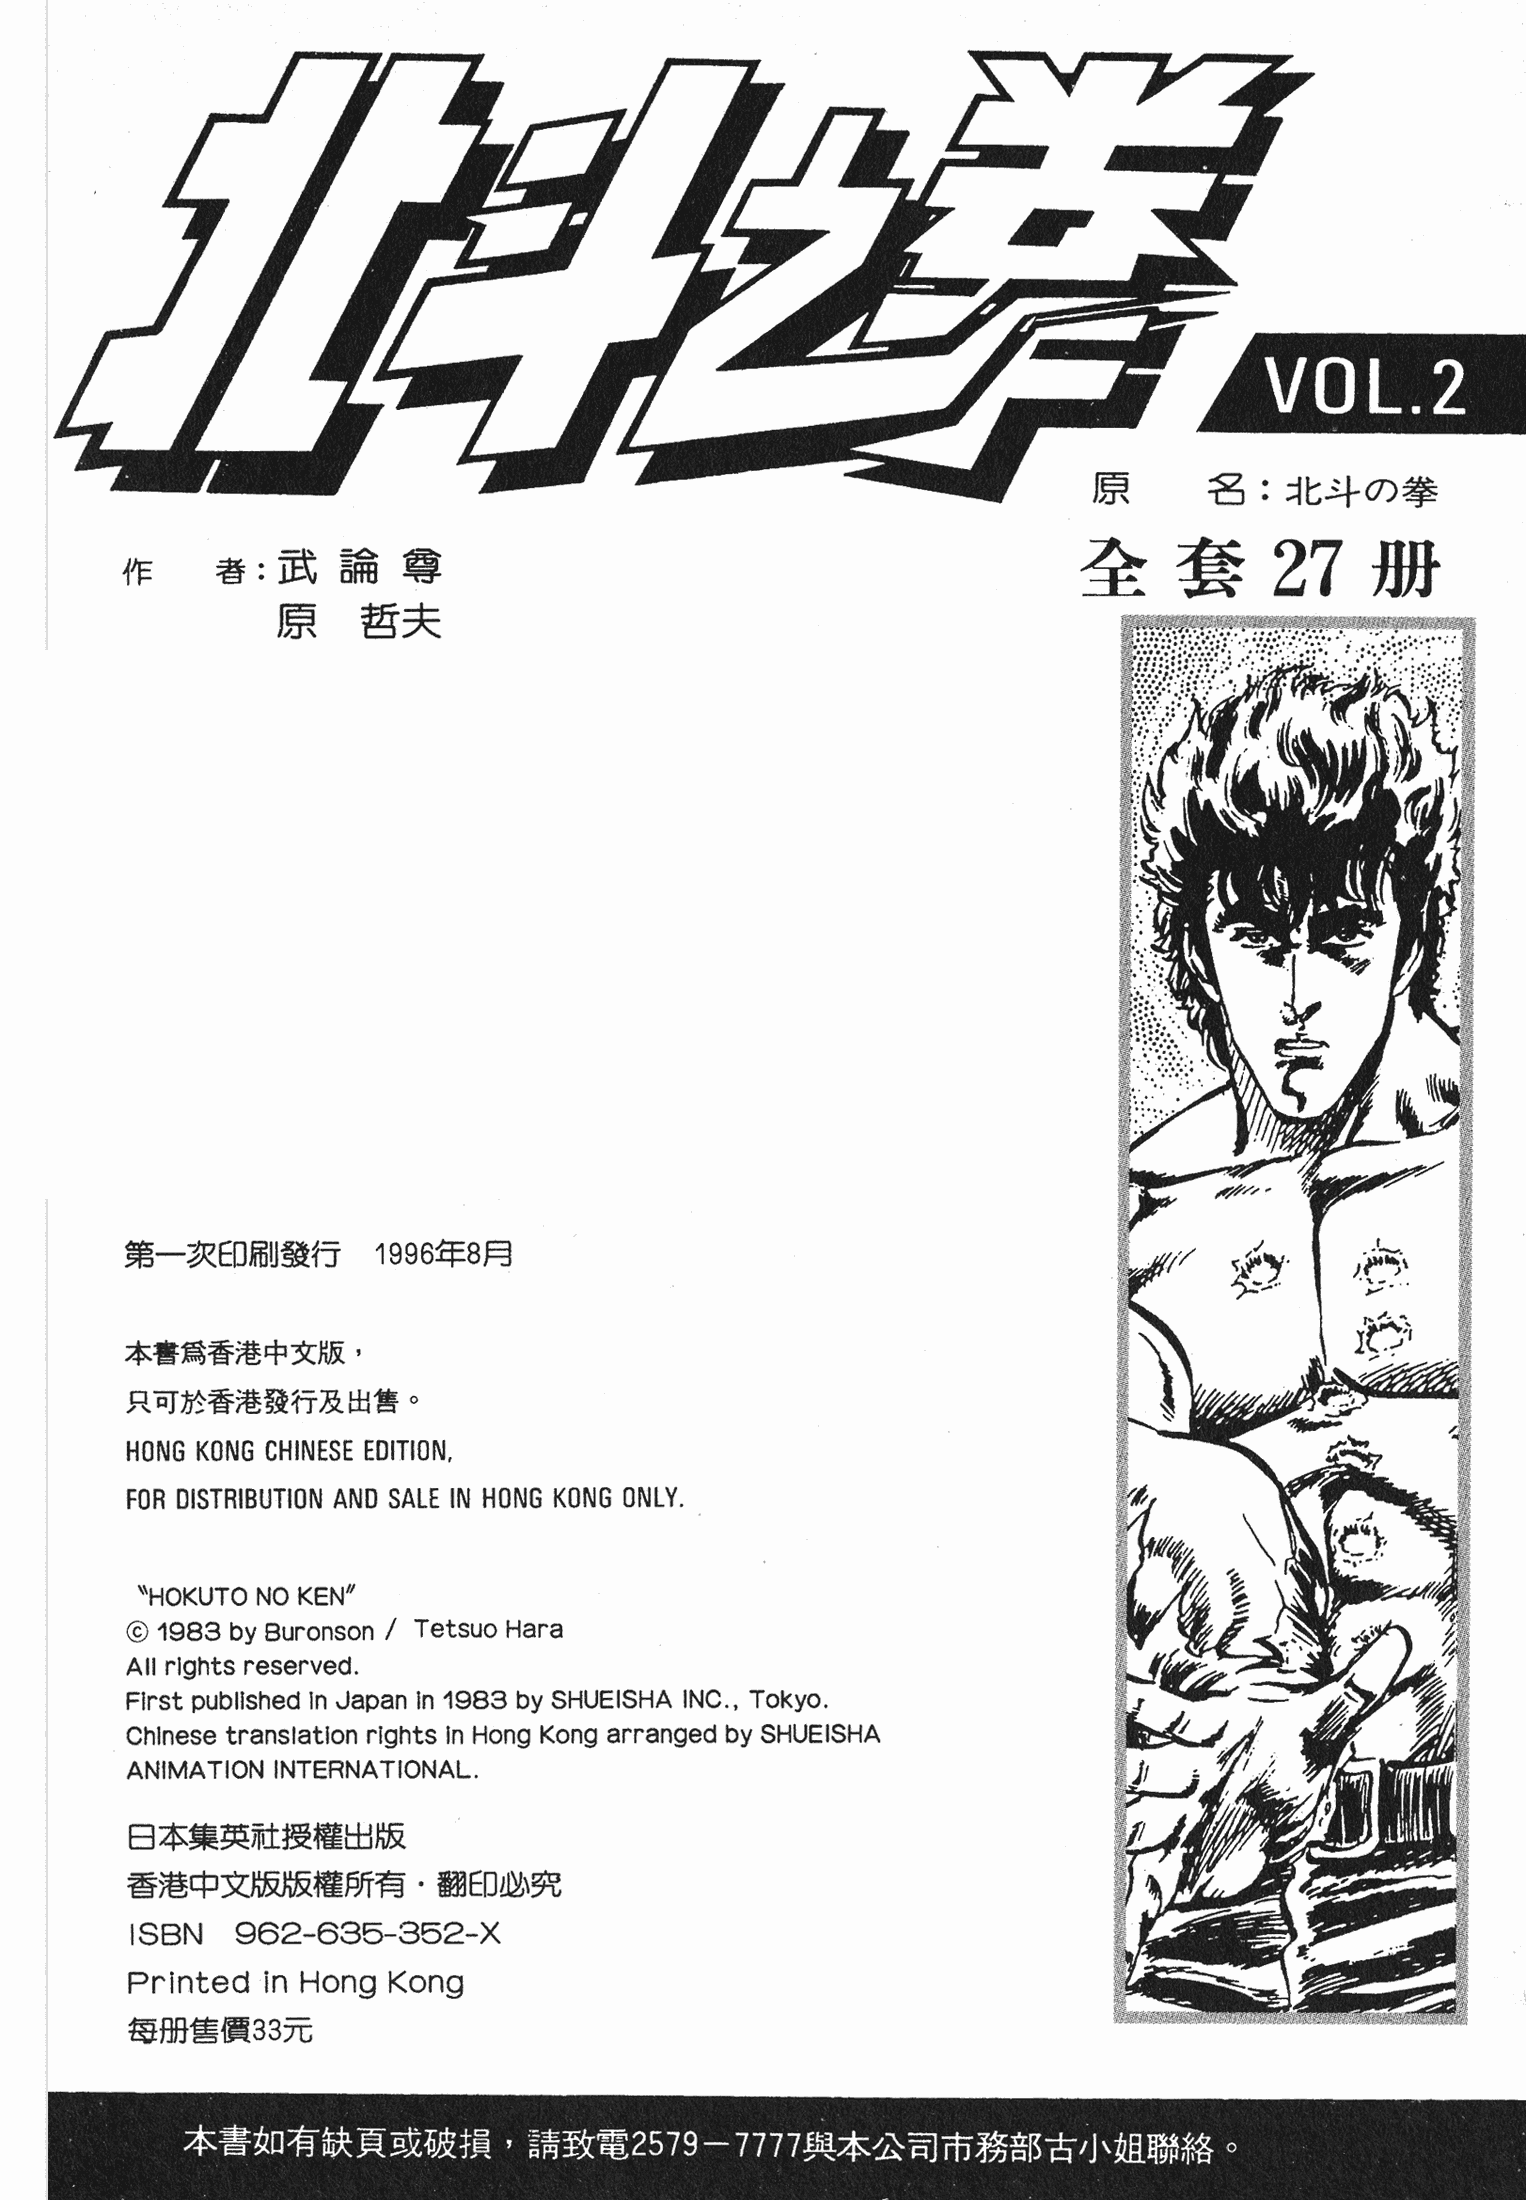 北斗之拳
VOL.2
原 名：北斗の拳
全套27册
作 者：武論尊
原 哲夫
第一次印刷發行 1996年8月
本書爲香港中文版，
只可於香港發行及出售。
HONG KONG CHINESE EDITION,
FOR DISTRIBUTION AND SALE IN HONG KONG ONLY.
"HOKUTO NO KEN"
© 1983 by Buronson / Tetsuo Hara
All rights reserved.
First published in Japan in 1983 by SHUEISHA INC., Tokyo.
Chinese translation rights in Hong Kong arranged by SHUEISHA
ANIMATION INTERNATIONAL.
日本集英社授權出版
香港中文版版權所有・翻印必究
ISBN 962-635-352-X
Printed in Hong Kong
每册售價33元
本書如有缺頁或破損，請致電2579－7777與本公司市務部古小姐聯絡。